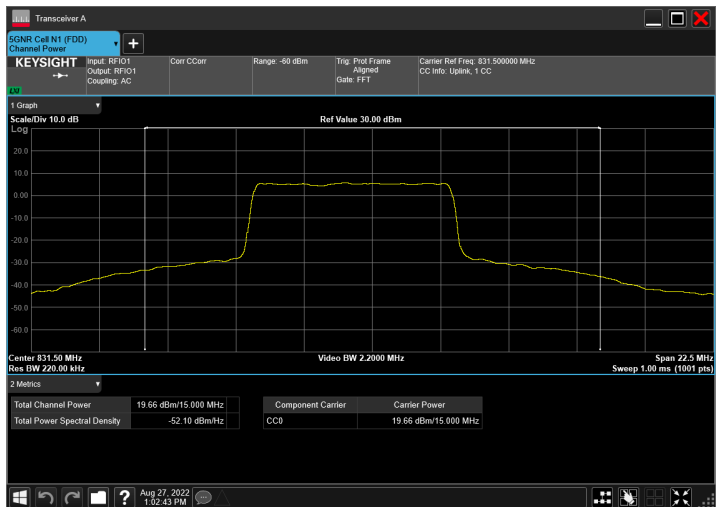 Transceiver A
5GNR Cell N1 (FDD)
Channel Power
KEYSIGHT
LXI
Input: RFIO1
Output: RFIO1
Coupling: AC
Corr CCorr
Range: -60 dBm
Trig: Prot Frame
Aligned
Gate: FFT
Carrier Ref Freq: 831.500000 MHz
CC Info: Uplink, 1 CC
1 Graph
Scale/Div 10.0 dB
Ref Value 30.00 dBm
Log
20.0
10.0
0.00
-10.0
-20.0
-30.0
-40.0
-50.0
-60.0
Center 831.50 MHz
Video BW 2.2000 MHz
Span 22.5 MHz
Res BW 220.00 kHz
Sweep 1.00 ms (1001 pts)
2 Metrics
Total Channel Power 19.66 dBm/15.000 MHz
Total Power Spectral Density -52.10 dBm/Hz
Component Carrier Carrier Power
CC0 19.66 dBm/15.000 MHz
?
Aug 27, 2022
1:02:43 PM